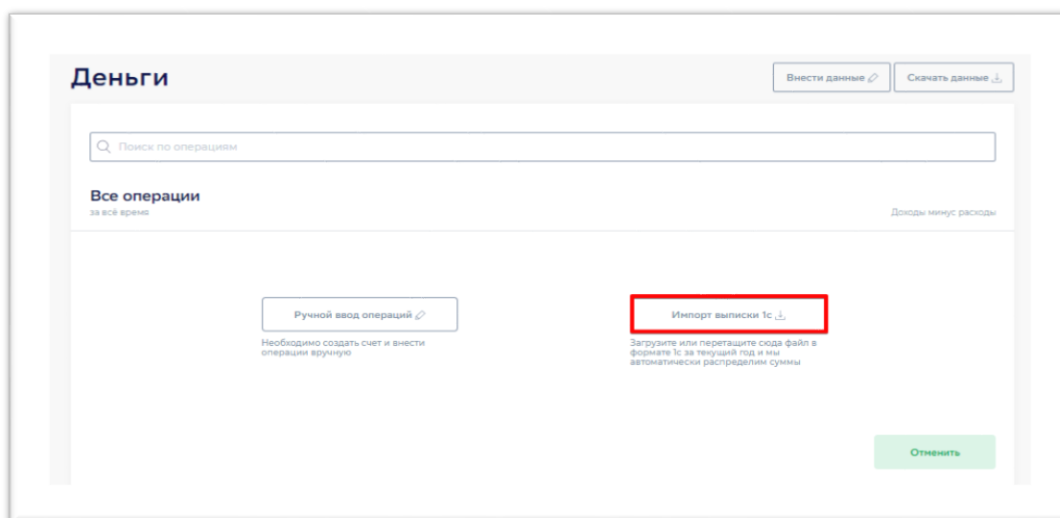 Деньги
Внести данные
Скачать данные
Поиск по операциям
Все операции
за всё время
Доходы минус расходы
Ручной ввод операций
Импорт выписки 1с
Необходимо создать счет и внести
операции вручную
Загрузите или перетащите сюда файл в
формате 1с за текущий год и мы
автоматически распределим суммы
Отменить